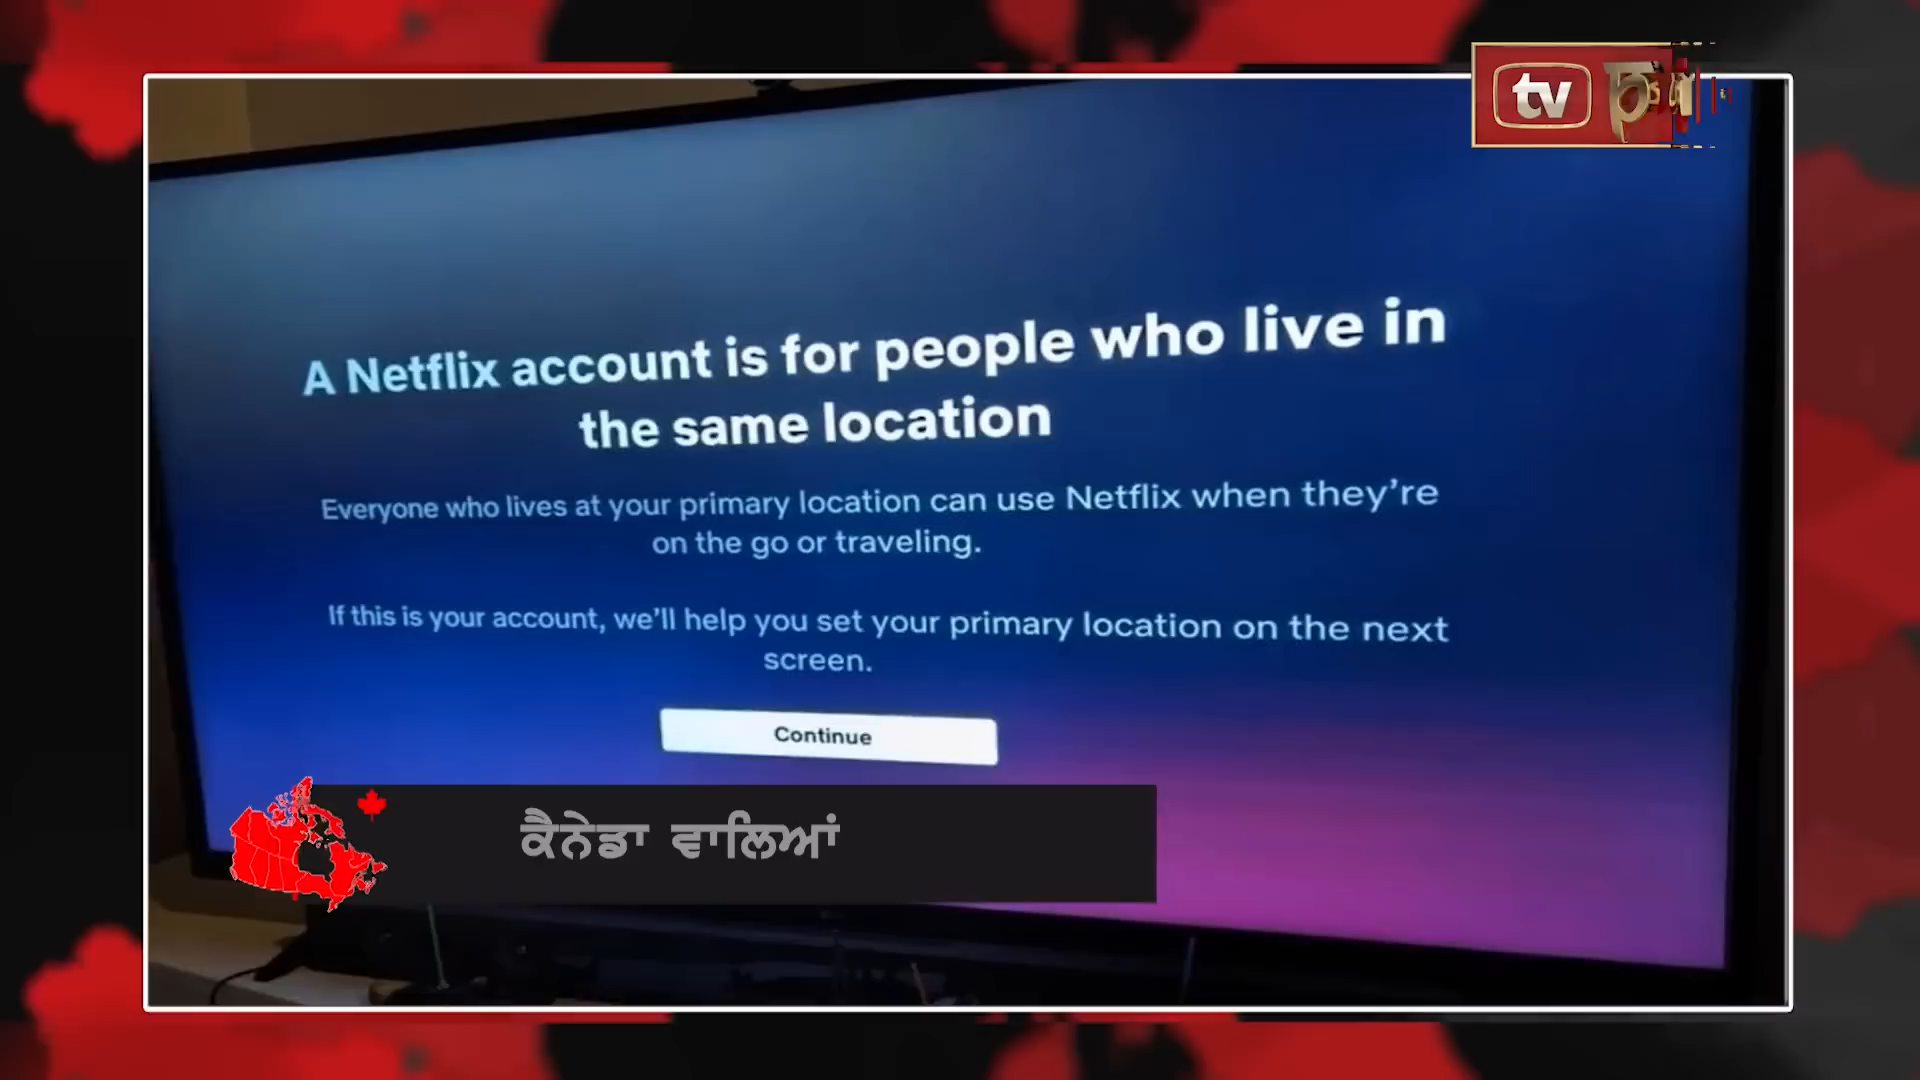 tv
A Netflix account is for people who live in
the same location
Everyone who lives at your primary location can use Netflix when they're
on the go or traveling.
If this is your account, we'll help you set your primary location on the next
screen.
Continue
ਕੈਨੇਡਾ ਵਾਲਿਆਂ